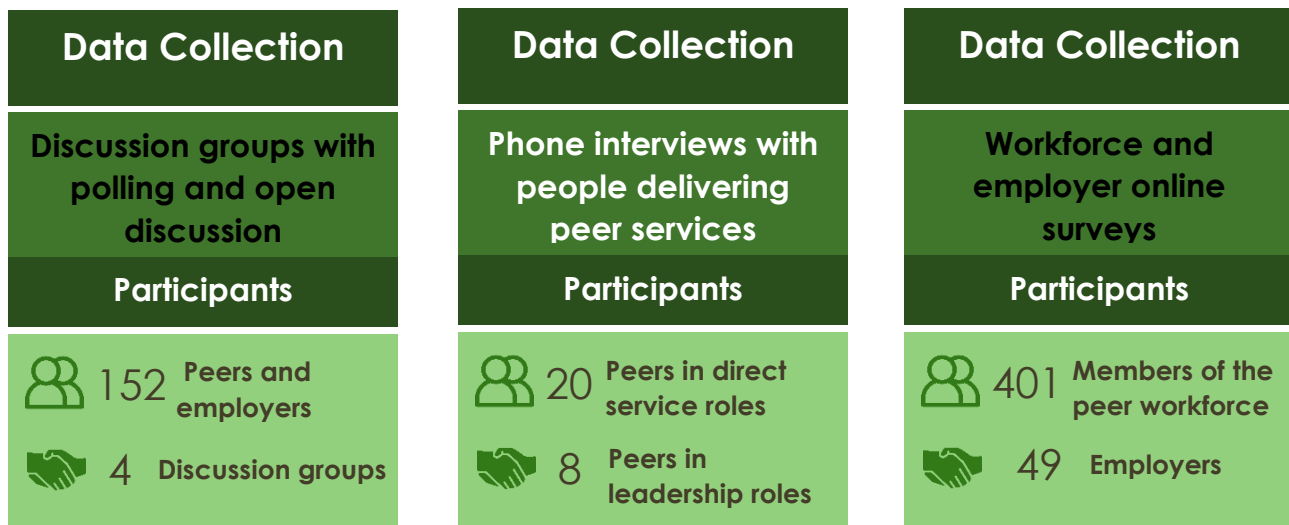 Data Collection
Discussion groups with
polling and open
discussion
Participants
152 Peers and
employers
4 Discussion groups
Data Collection
Phone interviews with
people delivering
peer services
Participants
20 Peers in direct
service roles
8 Peers in
leadership roles
Data Collection
Workforce and
employer online
surveys
Participants
401 Members of the
peer workforce
49 Employers